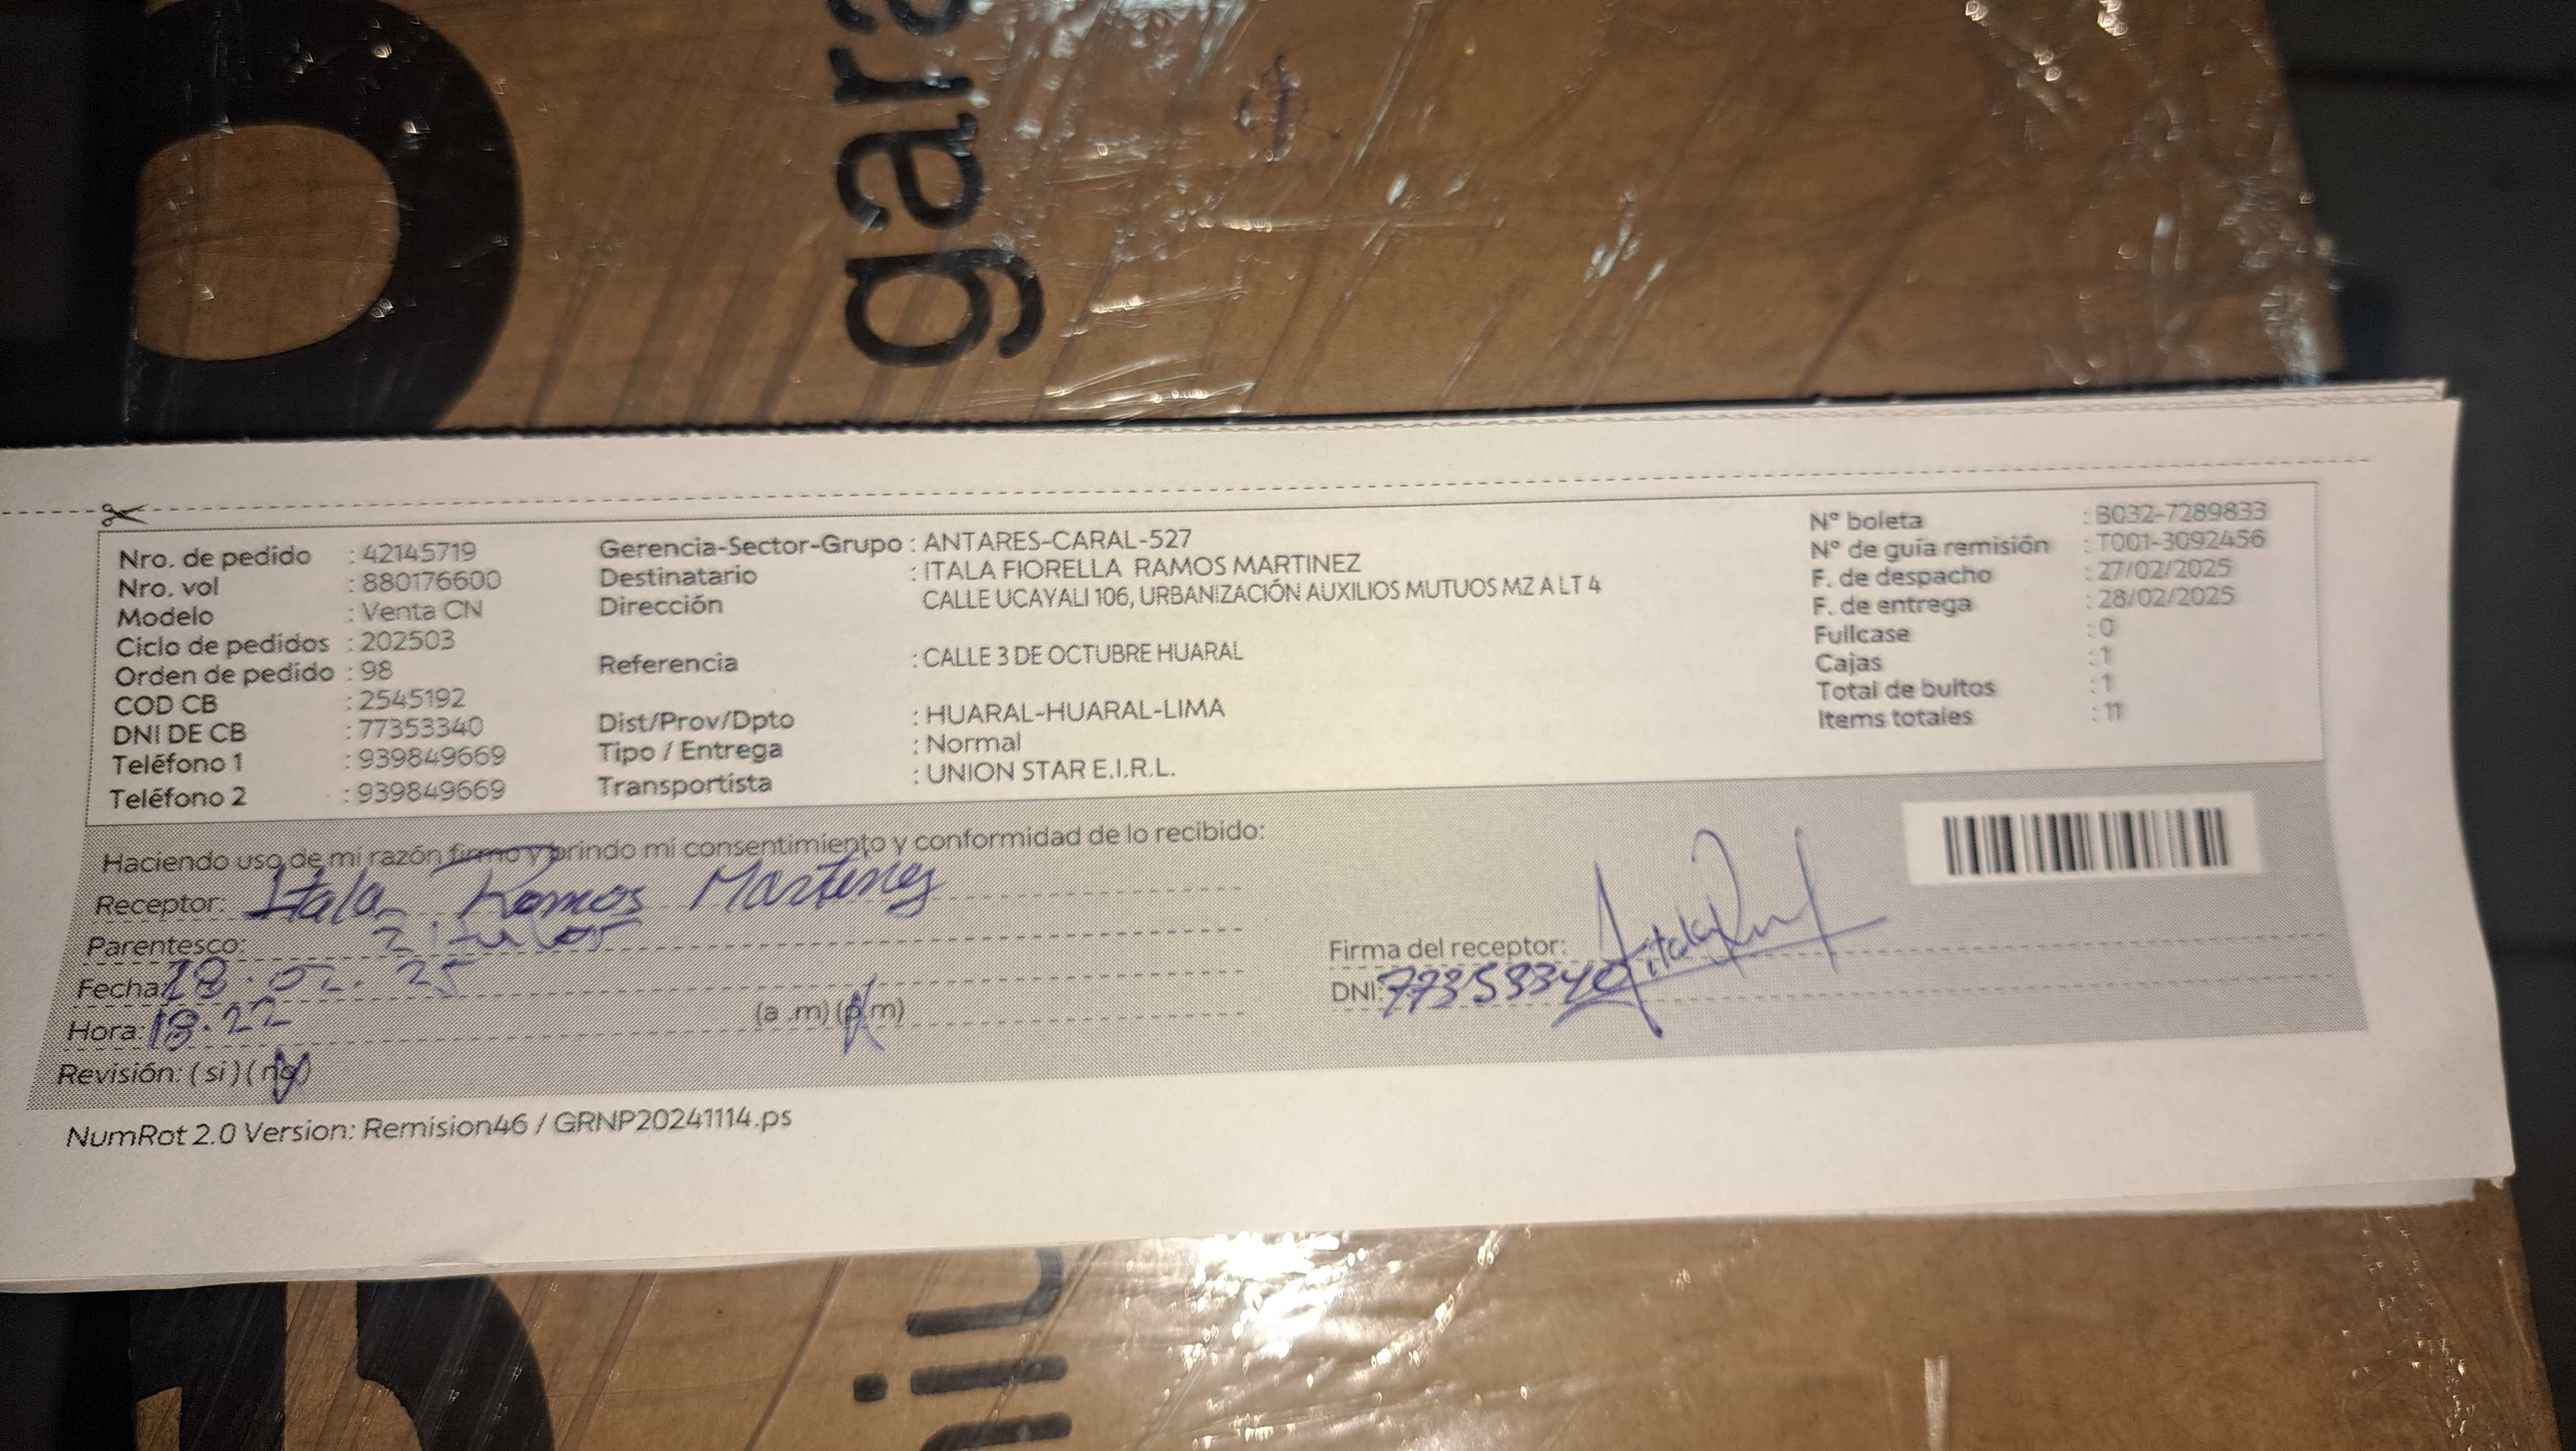 gara
Nro. de pedido : 42145719
Nro. vol : 880176600
Modelo : Venta CN
Ciclo de pedidos : 202503
Orden de pedido : 98
COD CB : 2545192
DNI DE CB : 77353340
Teléfono 1 : 939849669
Teléfono 2 : 939849669
Gerencia-Sector-Grupo : ANTARES-CARAL-527
Destinatario : ITALA FIORELLA RAMOS MARTINEZ
Dirección CALLE UCAYALI 106, URBANIZACIÓN AUXILIOS MUTUOS MZ A LT 4
Referencia : CALLE 3 DE OCTUBRE HUARAL
Dist/Prov/Dpto : HUARAL-HUARAL-LIMA
Tipo / Entrega : Normal
Transportista : UNION STAR E.I.R.L.
N° boleta : B032-7289833
N° de guía remisión : T001-3092456
F. de despacho : 27/02/2025
F. de entrega : 28/02/2025
Fullcase : 0
Cajas : 1
Total de bultos : 1
Items totales : 11
Haciendo uso de mi razón firmo y brindo mi consentimiento y conformidad de lo recibido:
Receptor: Itala Ramos Martinez
Parentesco: Titular
Fecha: 28.02.25
Hora: 18.22 (a .m) (p.m)
Revisión: ( si ) ( no )
Firma del receptor:
DNI: 77353340
NumRot 2.0 Version: Remision46 / GRNP20241114.ps